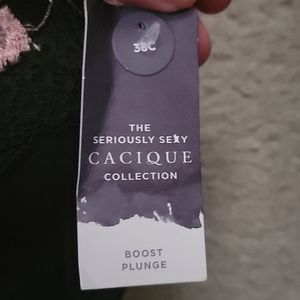 38C
THE
SERIOUSLY SEXY
CACIQUE
COLLECTION
BOOST
PLUNGE